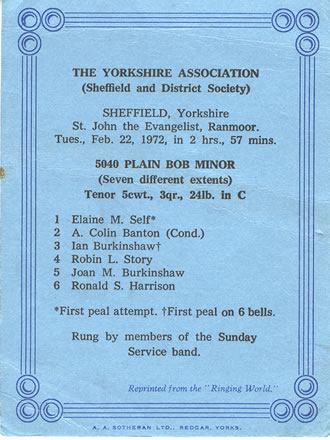 THE YORKSHIRE ASSOCIATION
(Sheffield and District Society)
SHEFFIELD, Yorkshire
St. John the Evangelist, Ranmoor.
Tues., Feb. 22, 1972, in 2 hrs., 57 mins.
5040 PLAIN BOB MINOR
(Seven different extents)
Tenor 5cwt., 3qr., 24lb. in C
1 Elaine M. Self*
2 A. Colin Banton (Cond.)
3 Ian Burkinshaw†
4 Robin L. Story
5 Joan M. Burkinshaw
6 Ronald S. Harrison
*First peal attempt. †First peal on 6 bells.
Rung by members of the Sunday
Service band.
Reprinted from the "Ringing World."
A. A. SOTHERAN LTD., REDCAR, YORKS.